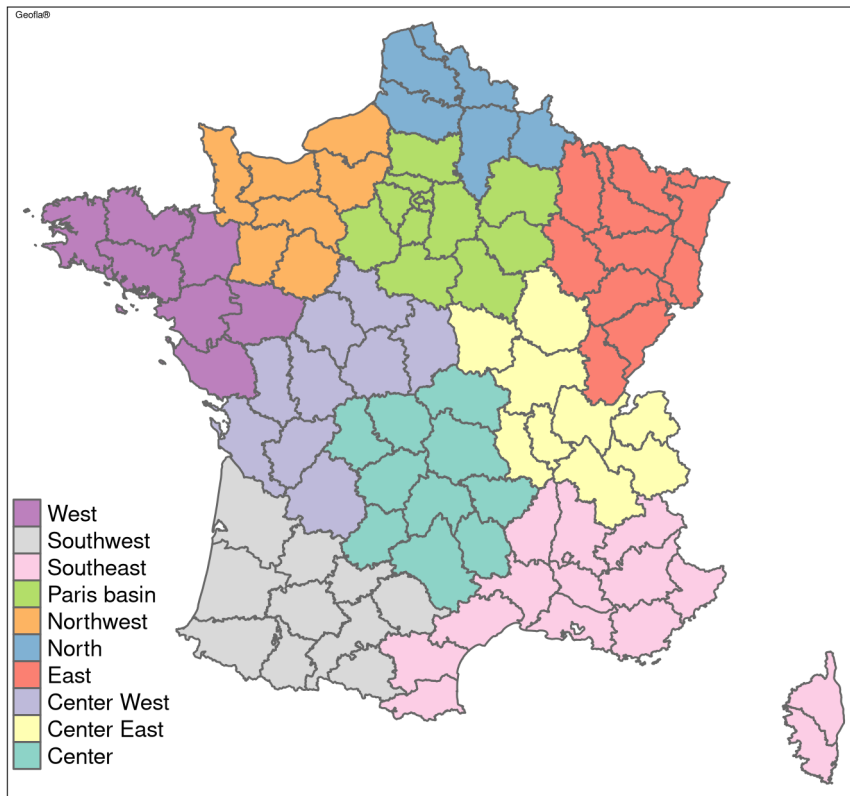 Geofla®
West
Southwest
Southeast
Paris basin
Northwest
North
East
Center West
Center East
Center